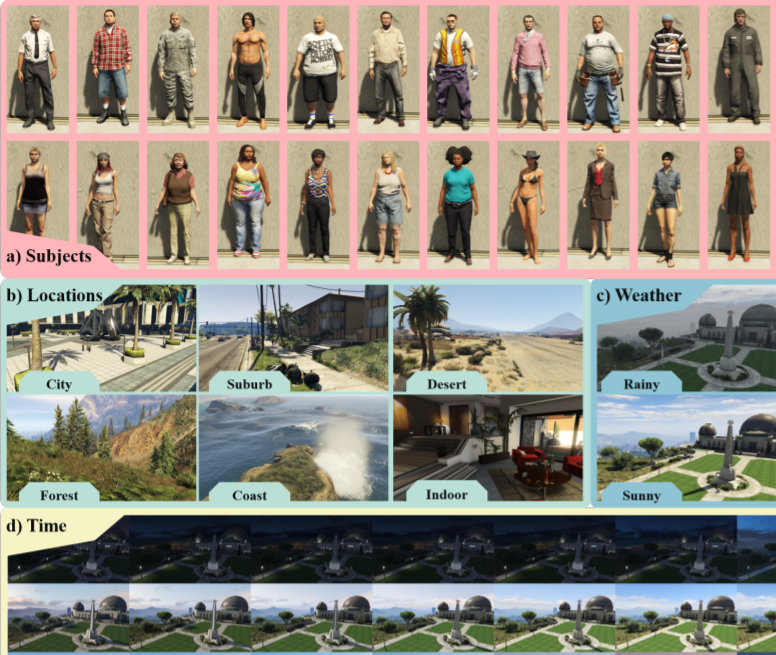 a) Subjects
b) Locations
c) Weather
City
Suburb
Desert
Rainy
Forest
Coast
Indoor
Sunny
d) Time